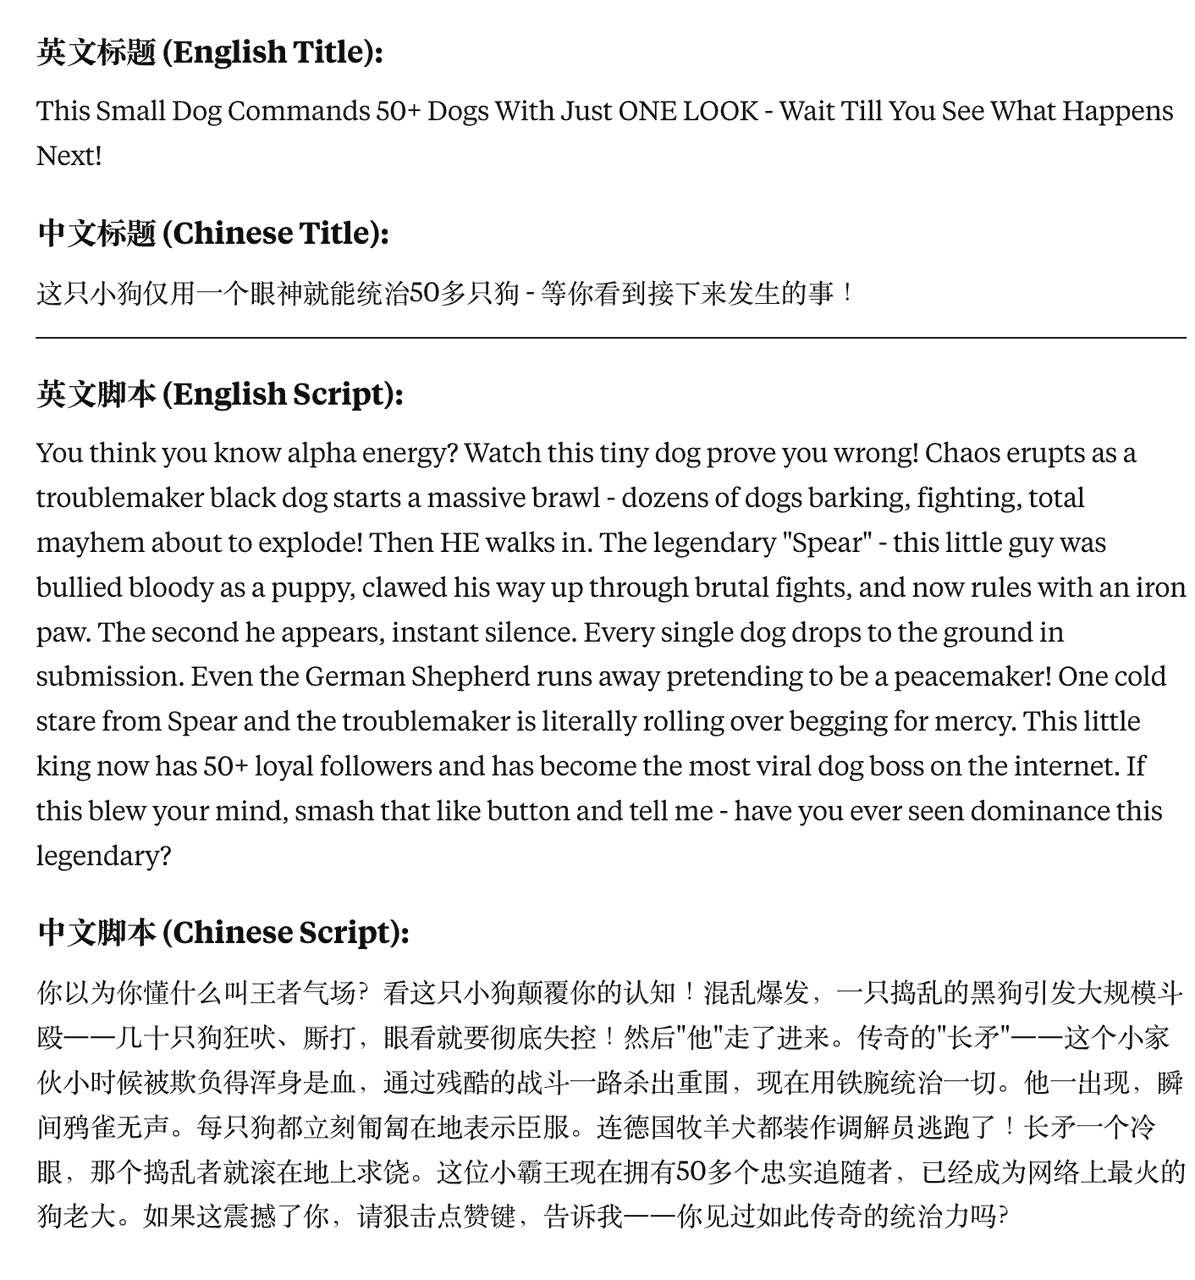 英文标题 (English Title):
This Small Dog Commands 50+ Dogs With Just ONE LOOK - Wait Till You See What Happens
Next!
中文标题 (Chinese Title):
这只小狗仅用一个眼神就能统治50多只狗 - 等你看到接下来发生的事！
英文脚本 (English Script):
You think you know alpha energy? Watch this tiny dog prove you wrong! Chaos erupts as a
troublemaker black dog starts a massive brawl - dozens of dogs barking, fighting, total
mayhem about to explode! Then HE walks in. The legendary "Spear" - this little guy was
bullied bloody as a puppy, clawed his way up through brutal fights, and now rules with an iron
paw. The second he appears, instant silence. Every single dog drops to the ground in
submission. Even the German Shepherd runs away pretending to be a peacemaker! One cold
stare from Spear and the troublemaker is literally rolling over begging for mercy. This little
king now has 50+ loyal followers and has become the most viral dog boss on the internet. If
this blew your mind, smash that like button and tell me - have you ever seen dominance this
legendary?
中文脚本 (Chinese Script):
你以为你懂什么叫王者气场？看这只小狗颠覆你的认知！混乱爆发，一只捣乱的黑狗引发大规模斗
殴——几十只狗狂吠、厮打，眼看就要彻底失控！然后"他"走了进来。传奇的"长矛"——这个小家
伙小时候被欺负得浑身是血，通过残酷的战斗一路杀出重围，现在用铁腕统治一切。他一出现，瞬
间鸦雀无声。每只狗都立刻匍匐在地表示臣服。连德国牧羊犬都装作调解员逃跑了！长矛一个冷
眼，那个捣乱者就滚在地上求饶。这位小霸王现在拥有50多个忠实追随者，已经成为网络上最火的
狗老大。如果这震撼了你，请狠击点赞键，告诉我——你见过如此传奇的统治力吗？